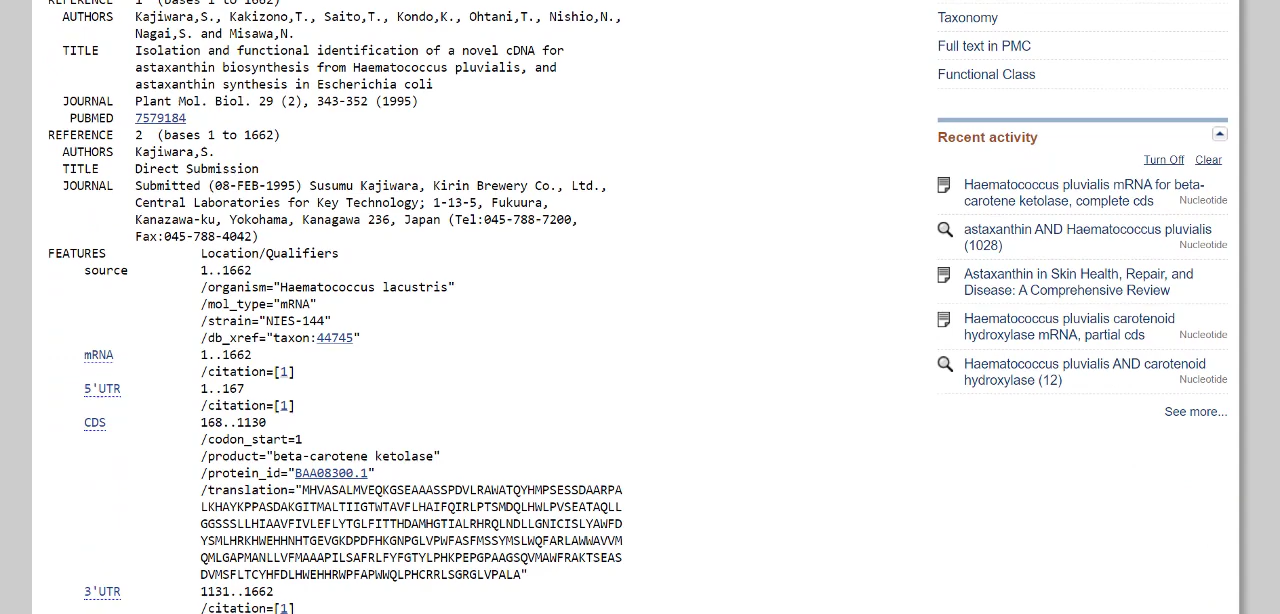 REFERENCE   1  (bases 1 to 1662)
AUTHORS   Kajiwara,S., Kakizono,T., Saito,T., Kondo,K., Ohtani,T., Nishio,N.,
Nagai,S. and Misawa,N.
TITLE     Isolation and functional identification of a novel cDNA for
astaxanthin biosynthesis from Haematococcus pluvialis, and
astaxanthin synthesis in Escherichia coli
JOURNAL   Plant Mol. Biol. 29 (2), 343-352 (1995)
PUBMED   7579184
REFERENCE   2  (bases 1 to 1662)
AUTHORS   Kajiwara,S.
TITLE     Direct Submission
JOURNAL   Submitted (08-FEB-1995) Susumu Kajiwara, Kirin Brewery Co., Ltd.,
Central Laboratories for Key Technology; 1-13-5, Fukuura,
Kanazawa-ku, Yokohama, Kanagawa 236, Japan (Tel:045-788-7200,
Fax:045-788-4042)
FEATURES             Location/Qualifiers
source          1..1662
/organism="Haematococcus lacustris"
/mol_type="mRNA"
/strain="NIES-144"
/db_xref="taxon:44745"
mRNA            1..1662
/citation=[1]
5'UTR           1..167
/citation=[1]
CDS             168..1130
/codon_start=1
/product="beta-carotene ketolase"
/protein_id="BAA08300.1"
/translation="MHVASALMVEQKGSEAAASSPDVLRAWATQYHMPSESSDAARPA
LKHAYKPPASDAKGITMALTIIGTWTAVFLHAIFQIRLPTSMDQLHWLPVSEATAQLL
GGSSSLLHIAAVFIVLEFLYTGLFITTHDAMHGTIALRHRQLNDLLGNICISLYAWFD
YSMLHRKHWEHHNHTGEVGKDPDFHKGNPGLVPWFASFMSSYMSLWQFARLAWWAVVM
QMLGAPMANLLVFMAAAPILSAFRLFYFGTYLPHKPEPGPAAGSQVMAWFRAKTSEAS
DVMSFLTCYHFDLHWEHHRWPFAPWWQLPHCRRLSGRGLVPALA"
3'UTR           1131..1662
/citation=[1]
Taxonomy
Full text in PMC
Functional Class
Recent activity
Turn Off Clear
Haematococcus pluvialis mRNA for beta-
carotene ketolase, complete cds Nucleotide
astaxanthin AND Haematococcus pluvialis
(1028) Nucleotide
Astaxanthin in Skin Health, Repair, and
Disease: A Comprehensive Review
Haematococcus pluvialis carotenoid
hydroxylase mRNA, partial cds Nucleotide
Haematococcus pluvialis AND carotenoid
hydroxylase (12) Nucleotide
See more...